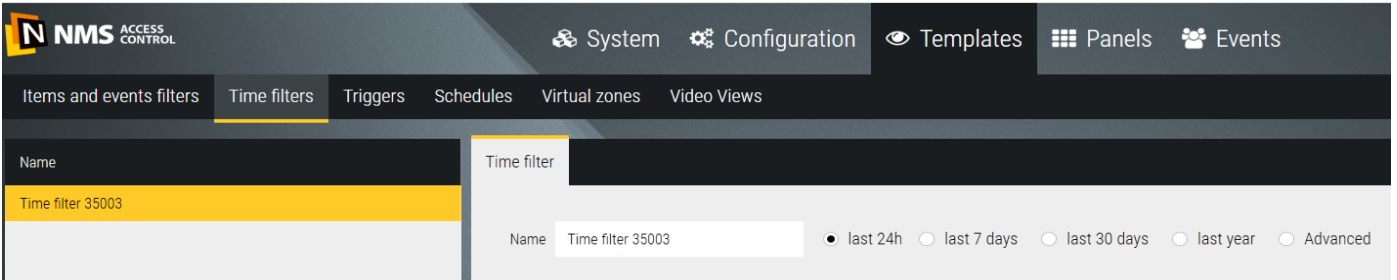 N NMS ACCESS CONTROL
System Configuration Templates Panels Events
Items and events filters Time filters Triggers Schedules Virtual zones Video Views
Name
Time filter 35003
Time filter
Name Time filter 35003 last 24h last 7 days last 30 days last year Advanced